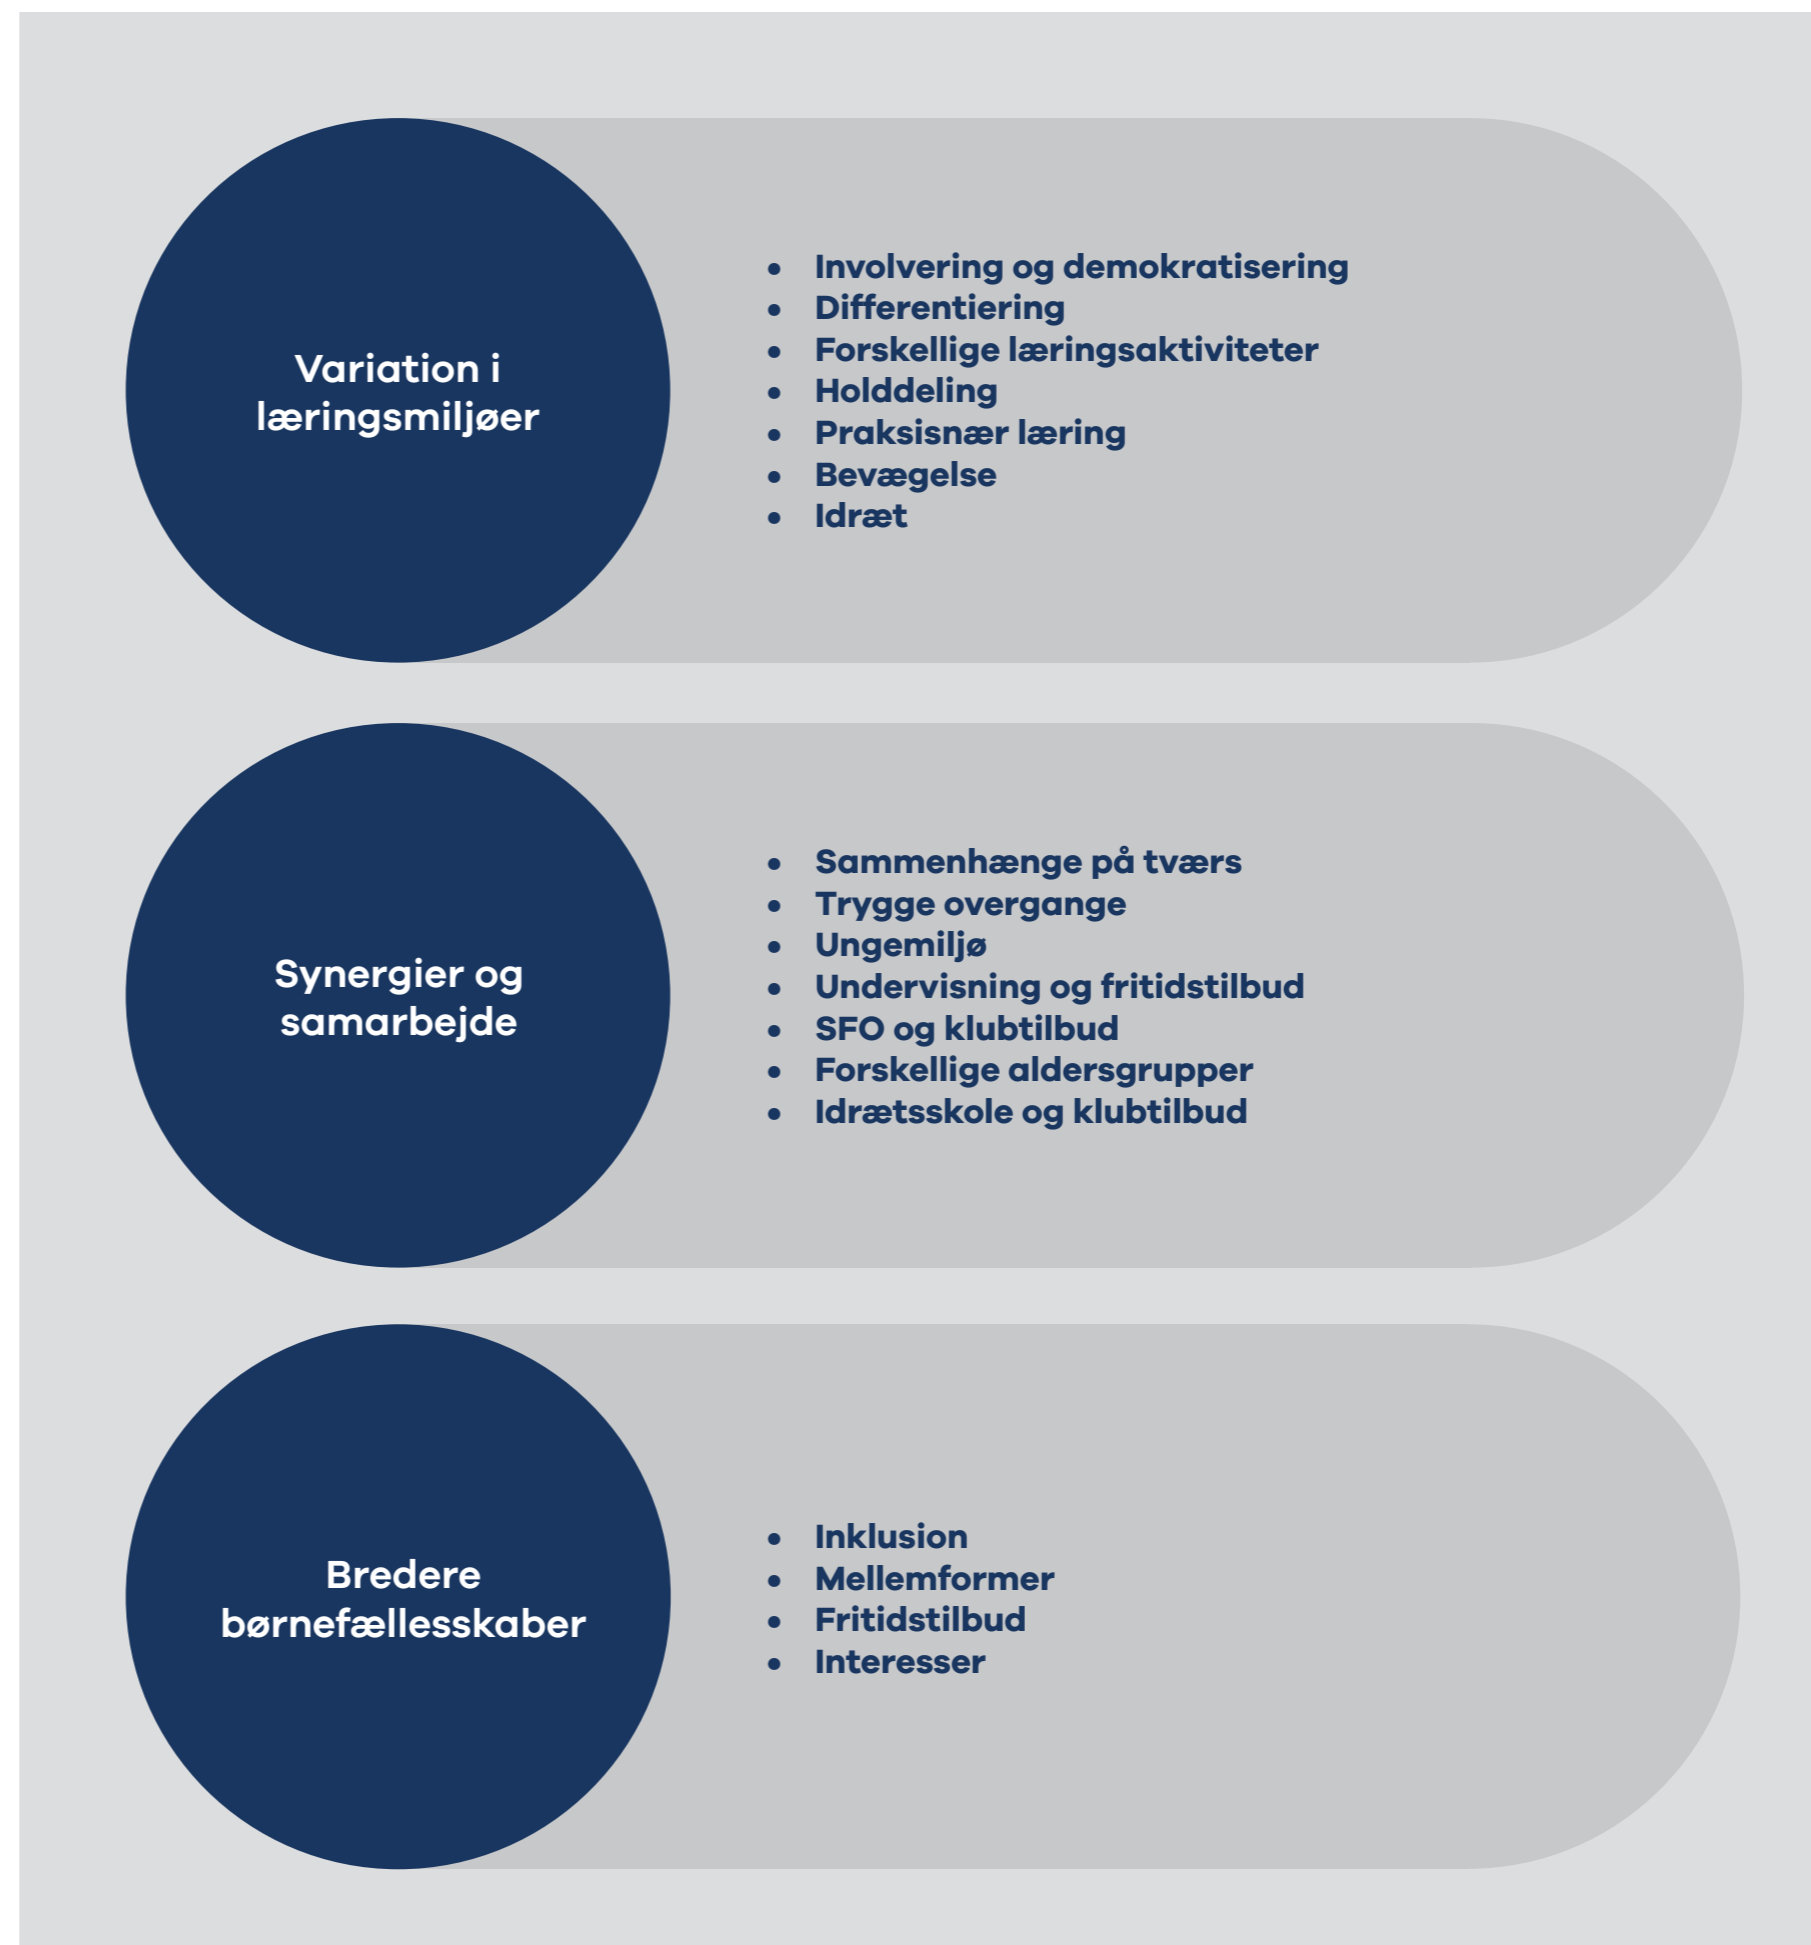 Variation i
læringsmiljøer
• Involvering og demokratisering
• Differentiering
• Forskellige læringsaktiviteter
• Holddeling
• Praksisnær læring
• Bevægelse
• Idræt
Synergier og
samarbejde
• Sammenhænge på tværs
• Trygge overgange
• Ungemiljø
• Undervisning og fritidstilbud
• SFO og klubtilbud
• Forskellige aldersgrupper
• Idrætsskole og klubtilbud
Bredere
børnefællesskaber
• Inklusion
• Mellemformer
• Fritidstilbud
• Interesser